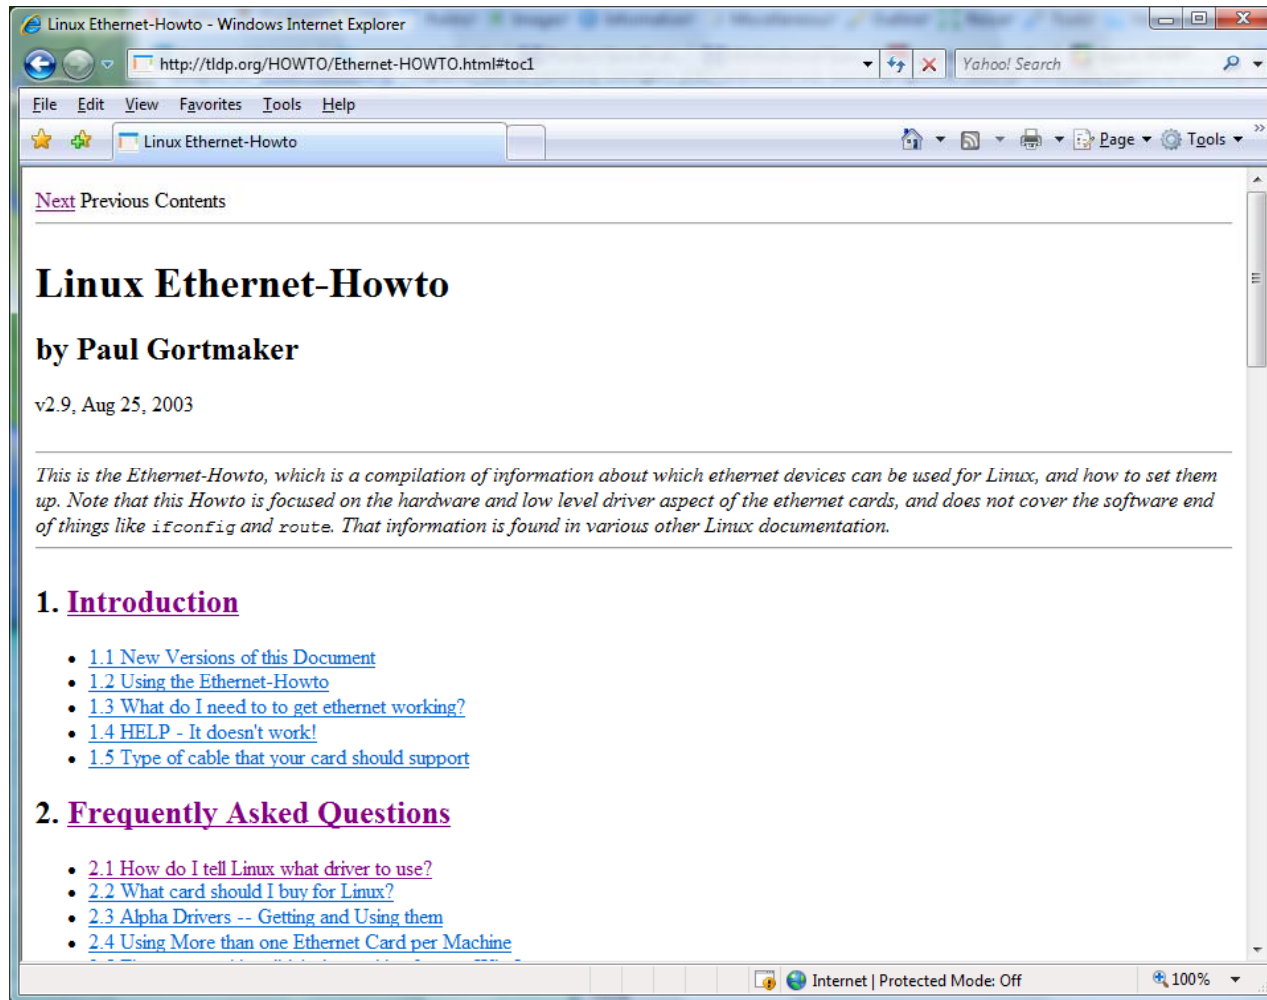 Linux Ethernet-Howto - Windows Internet Explorer
http://tldp.org/HOWTO/Ethernet-HOWTO.html#toc1
Yahoo! Search
File Edit View Favorites Tools Help
Linux Ethernet-Howto
Page Tools
Next Previous Contents
Linux Ethernet-Howto
by Paul Gortmaker
v2.9, Aug 25, 2003
This is the Ethernet-Howto, which is a compilation of information about which ethernet devices can be used for Linux, and how to set them
up. Note that this Howto is focused on the hardware and low level driver aspect of the ethernet cards, and does not cover the software end
of things like ifconfig and route. That information is found in various other Linux documentation.
1. Introduction
• 1.1 New Versions of this Document
• 1.2 Using the Ethernet-Howto
• 1.3 What do I need to to get ethernet working?
• 1.4 HELP - It doesn't work!
• 1.5 Type of cable that your card should support
2. Frequently Asked Questions
• 2.1 How do I tell Linux what driver to use?
• 2.2 What card should I buy for Linux?
• 2.3 Alpha Drivers -- Getting and Using them
• 2.4 Using More than one Ethernet Card per Machine
Internet | Protected Mode: Off
100%